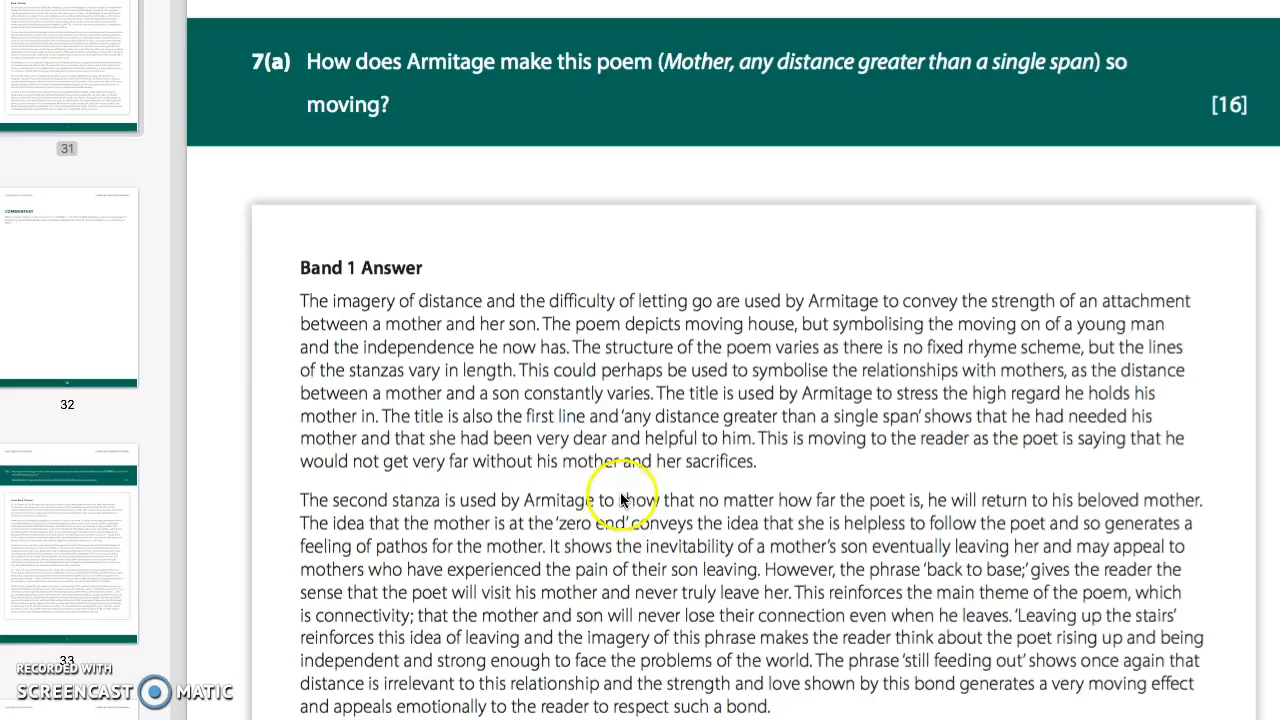 31
COMMENTARY
32
33
RECORDED WITH
SCREENCAST MATIC
7(a) How does Armitage make this poem (Mother, any distance greater than a single span) so
moving? [16]
Band 1 Answer
The imagery of distance and the difficulty of letting go are used by Armitage to convey the strength of an attachment
between a mother and her son. The poem depicts moving house, but symbolising the moving on of a young man
and the independence he now has. The structure of the poem varies as there is no fixed rhyme scheme, but the lines
of the stanzas vary in length. This could perhaps be used to symbolise the relationships with mothers, as the distance
between a mother and a son constantly varies. The title is used by Armitage to stress the high regard he holds his
mother in. The title is also the first line and 'any distance greater than a single span' shows that he had needed his
mother and that she had been very dear and helpful to him. This is moving to the reader as the poet is saying that he
would not get very far without his mother and her sacrifices.
The second stanza is used by Armitage to show that no matter how far the poet is, he will return to his beloved mother.
The idea that the mother is at the 'zero end' conveys the idea that she is helpless to follow the poet and so generates a
feeling of pathos for the mother. It shows the inevitability of the mother's son eventually leaving her and may appeal to
mothers who have gone through the pain of their son leaving them. However, the phrase 'back to base;' gives the reader the
sense that the poet will visit his mother and never truly leave her. This reinforces the main theme of the poem, which
is connectivity; that the mother and son will never lose their connection even when he leaves. 'Leaving up the stairs'
reinforces this idea of leaving and the imagery of this phrase makes the reader think about the poet rising up and being
independent and strong enough to face the problems of the world. The phrase 'still feeding out' shows once again that
distance is irrelevant to this relationship and the strength and love shown by this bond generates a very moving effect
and appeals emotionally to the reader to respect such a bond.